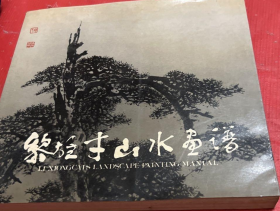 黎雄才山水画谱
LI XIONGCAI'S LANDSCAPE PAINTING MANUAL